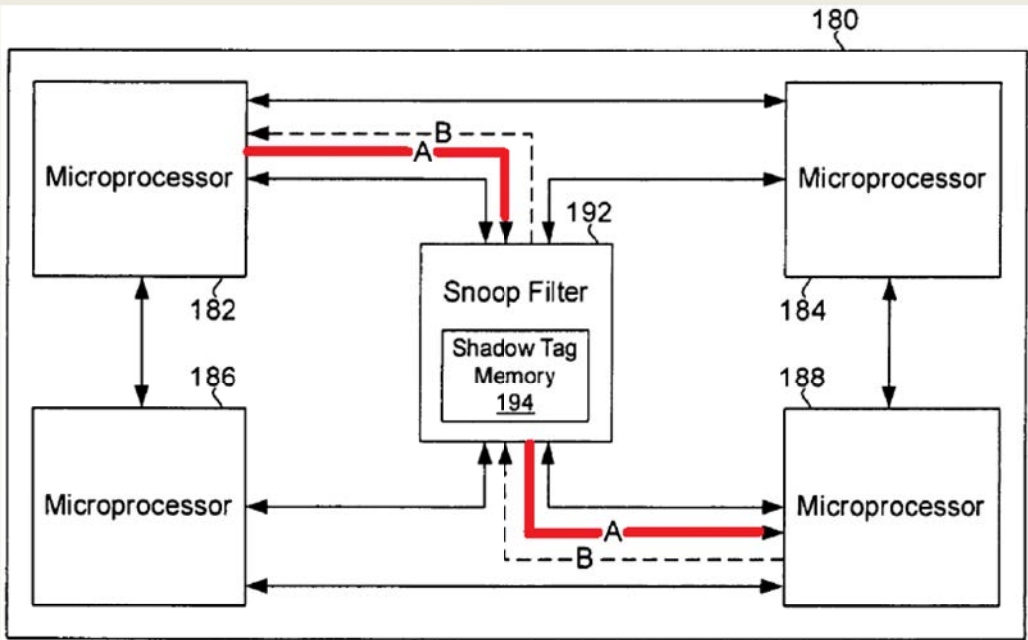 180
B
A
Microprocessor
Microprocessor
192
Snoop Filter
182
184
Shadow Tag
Memory
194
186
188
Microprocessor
Microprocessor
A
B